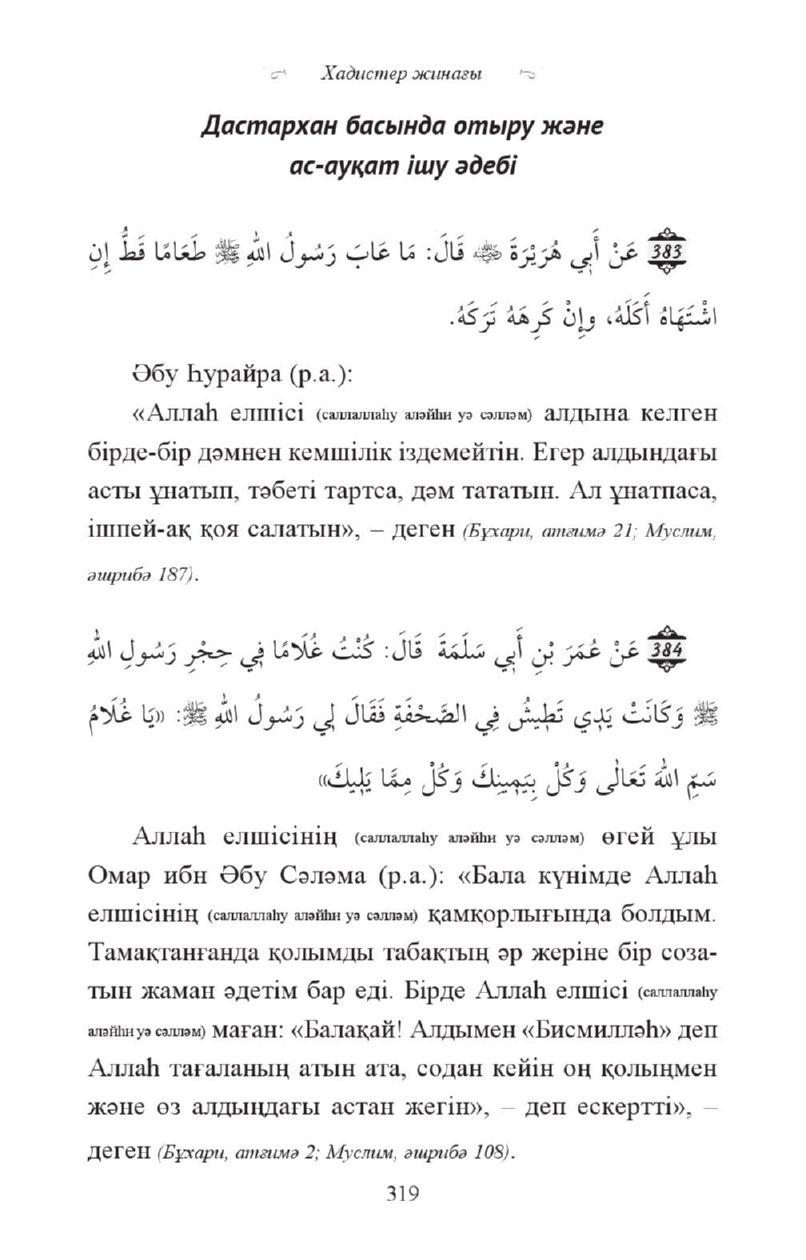 Хадистер жинағы
Дастархан басында отыру және
ас-ауқат ішу әдебі
383 عَنْ أَبِي هُرَيْرَةَ ﵁ قَالَ: مَا عَابَ رَسُولُ اللهِ ﷺ طَعَامًا قَطُّ إِنِ
اشْتَهَاهُ أَكَلَهُ، وإِنْ كَرِهَهُ تَرَكَهُ.
Әбу Һурайра (р.а.):
«Аллаһ елшісі (саллаллаһу аләйһи уә сәлләм) алдына келген
бірде-бір дәмнен кемшілік іздемейтін. Егер алдындағы
асты ұнатып, тәбеті тартса, дәм тататын. Ал ұнатпаса,
ішпей-ақ қоя салатын», – деген (Бұхари, атғимә 21; Муслим,
әшрибә 187).
384 عَنْ عُمَرَ بْنِ أَبِي سَلَمَةَ قَالَ: كُنْتُ غُلَامًا فِي حِجْرِ رَسُولِ اللهِ
ﷺ وَكَانَتْ يَدِي تَطِيشُ فِي الصَّحْفَةِ فَقَالَ لِي رَسُولُ اللهِ ﷺ: «يَا غُلَامُ
سَمِّ اللهَ تَعَالَى وَكُلْ بِيَمِينِكَ وَكُلْ مِمَّا يَلِيكَ»
Аллаһ елшісінің (саллаллаһу аләйһи уә сәлләм) өгей ұлы
Омар ибн Әбу Сәләма (р.а.): «Бала күнімде Аллаһ
елшісінің (саллаллаһу аләйһи уә сәлләм) қамқорлығында болдым.
Тамақтанғанда қолымды табақтың әр жеріне бір соза-
тын жаман әдетім бар еді. Бірде Аллаһ елшісі (саллаллаһу
аләйһи уә сәлләм) маған: «Балақай! Алдымен «Бисмилләһ» деп
Аллаһ тағаланың атын ата, содан кейін оң қолыңмен
және өз алдыңдағы астан жегін», – деп ескертті», –
деген (Бұхари, атғимә 2; Муслим, әшрибә 108).
319